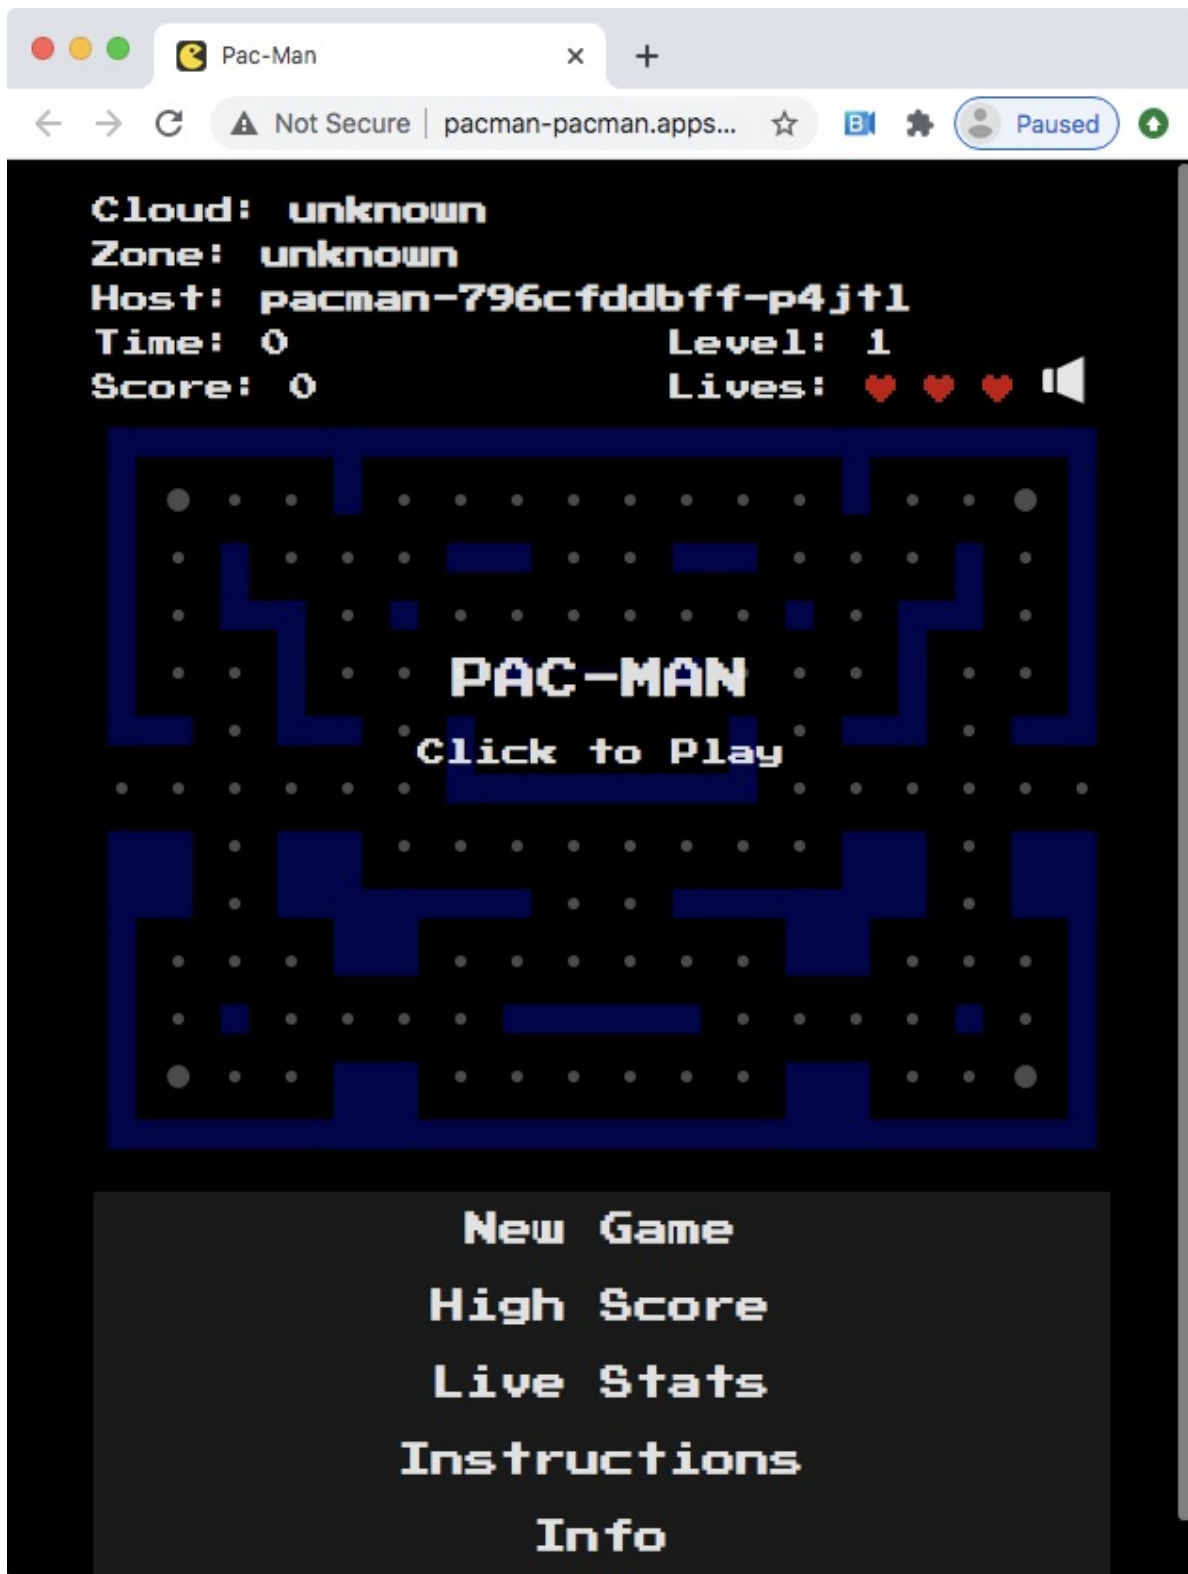 Pac-Man
Not Secure pacman-pacman.apps... Paused
Cloud: unknown
Zone: unknown
Host: pacman-796cfddbff-p4jtl
Time: 0 Level: 1
Score: 0 Lives:
PAC-MAN
Click to Play
New Game
High Score
Live Stats
Instructions
Info